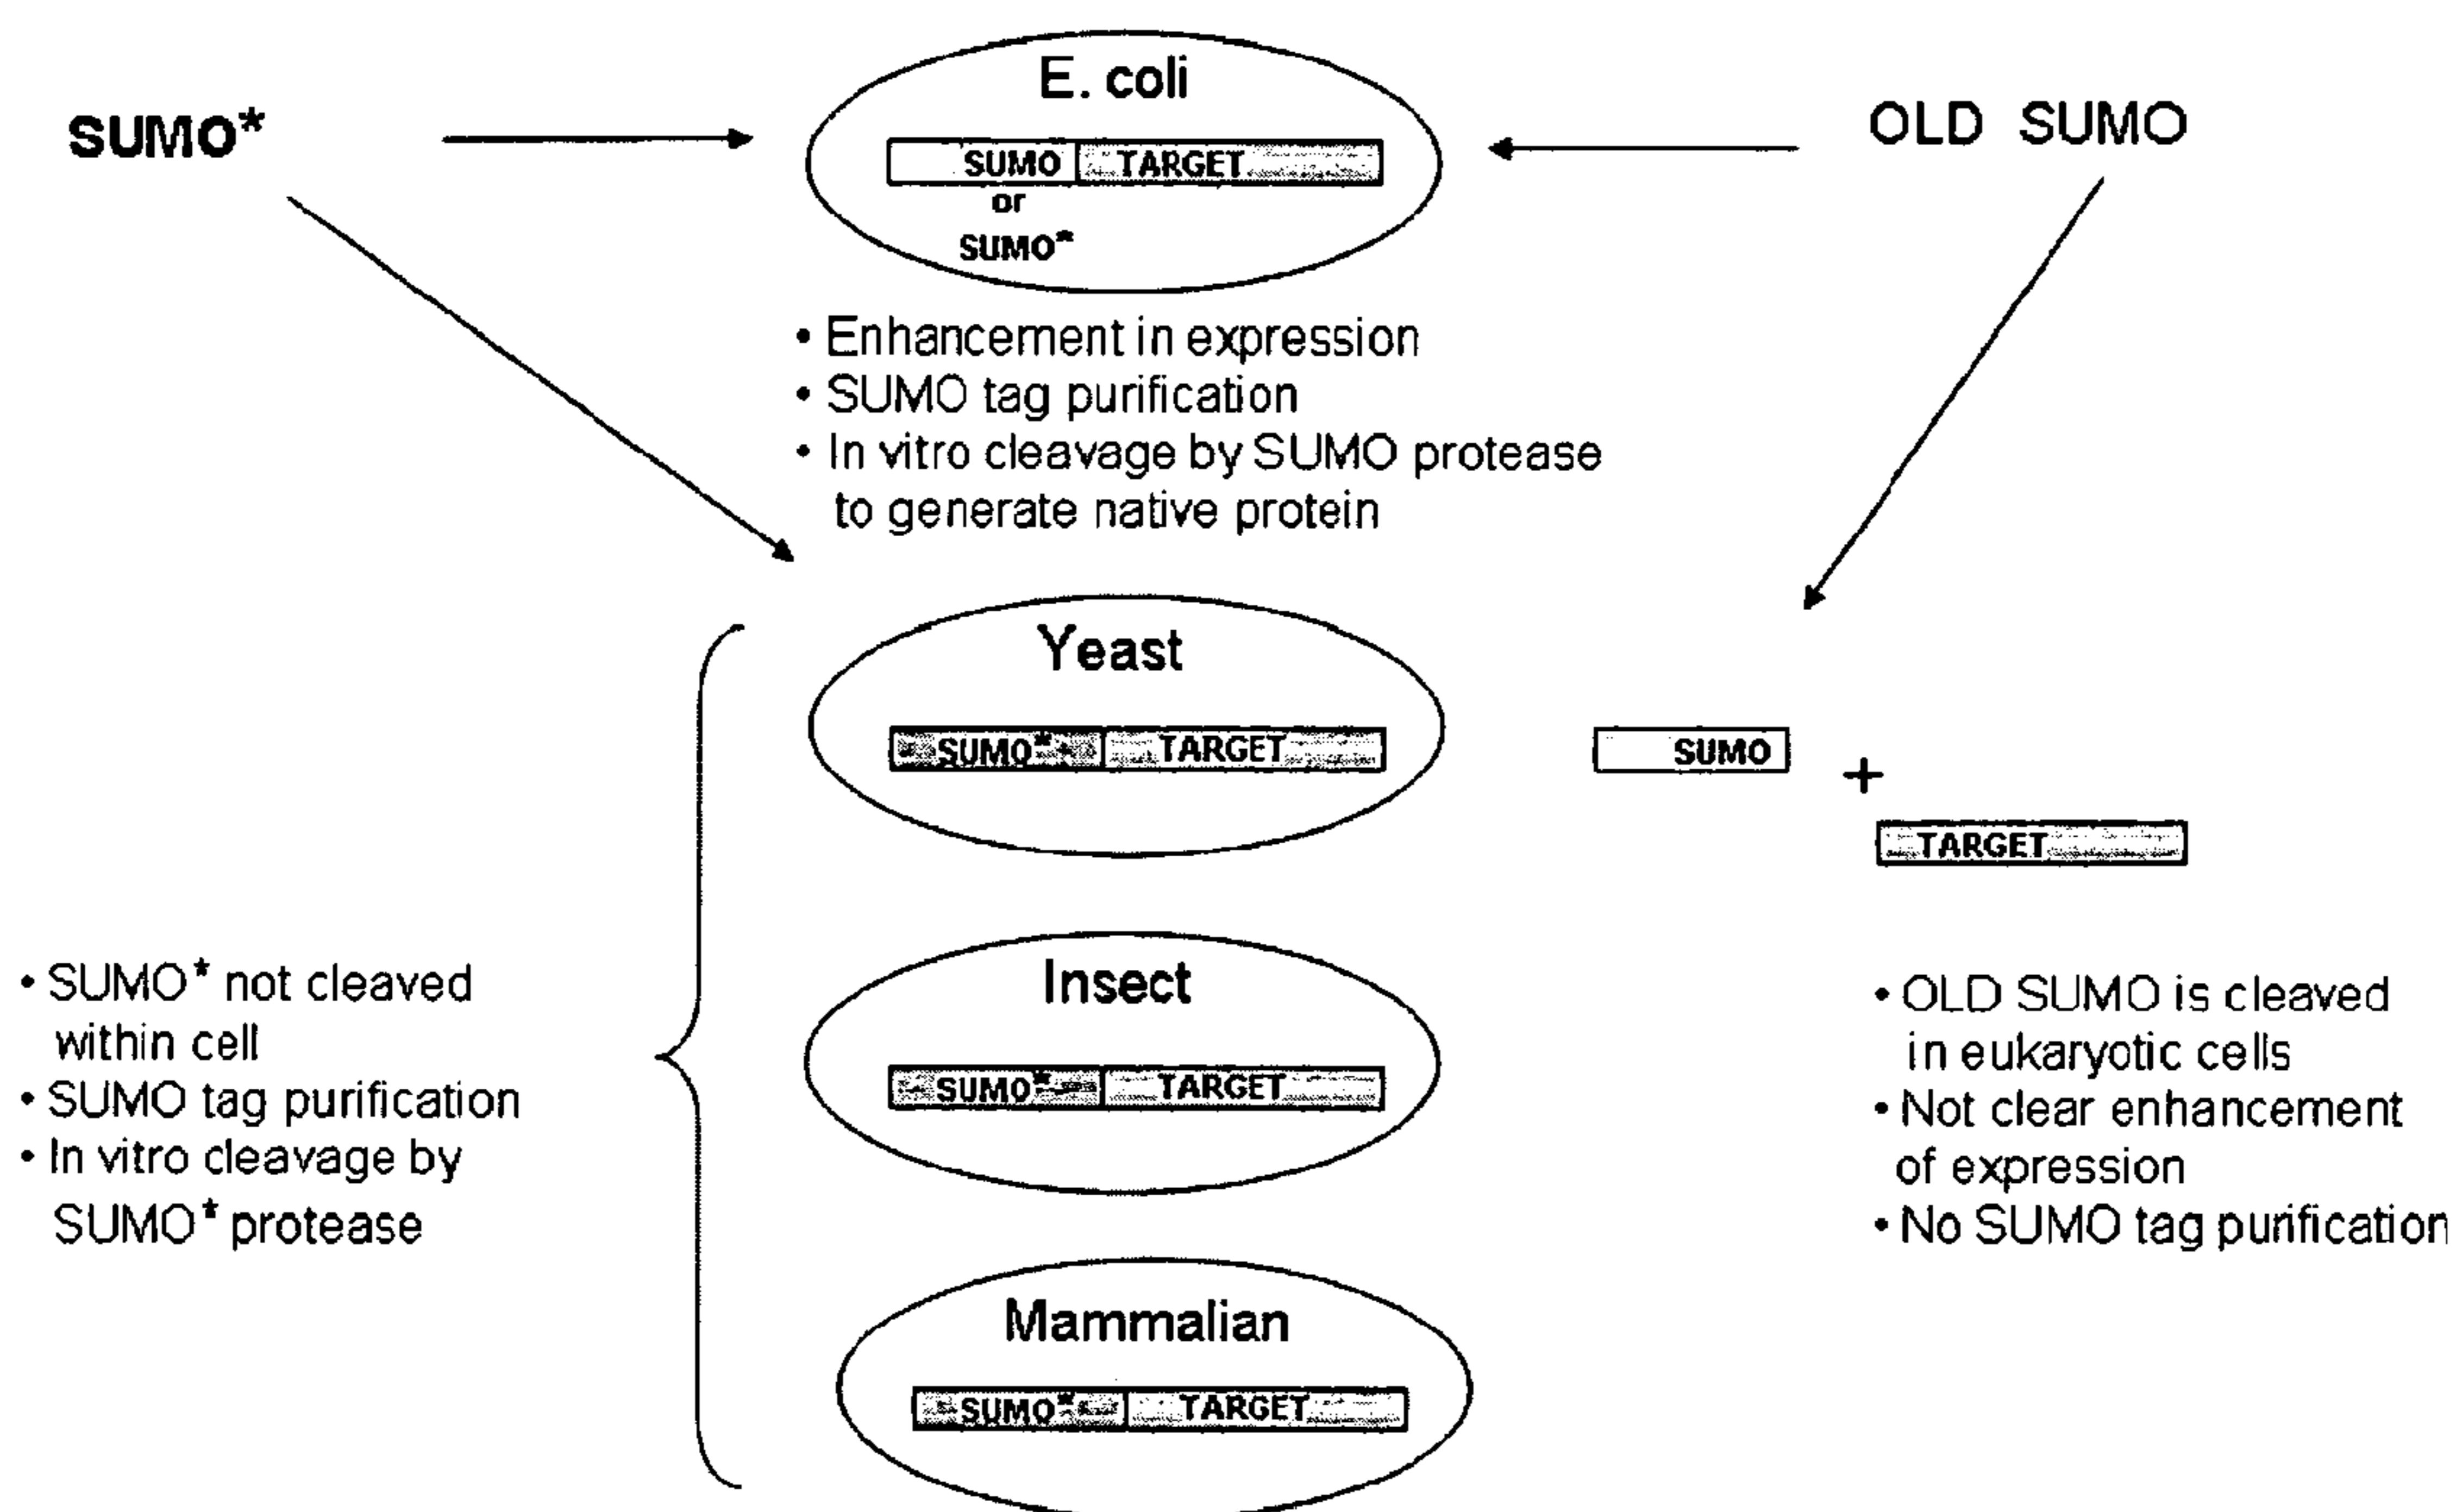 SUMO*
E. coli
SUMO TARGET
or
SUMO*
OLD SUMO
• Enhancement in expression
• SUMO tag purification
• In vitro cleavage by SUMO protease
to generate native protein
Yeast
SUMO* TARGET
SUMO
+
TARGET
Insect
SUMO* TARGET
Mammalian
SUMO* TARGET
• SUMO* not cleaved
within cell
• SUMO tag purification
• In vitro cleavage by
SUMO* protease
• OLD SUMO is cleaved
in eukaryotic cells
• Not clear enhancement
of expression
• No SUMO tag purification